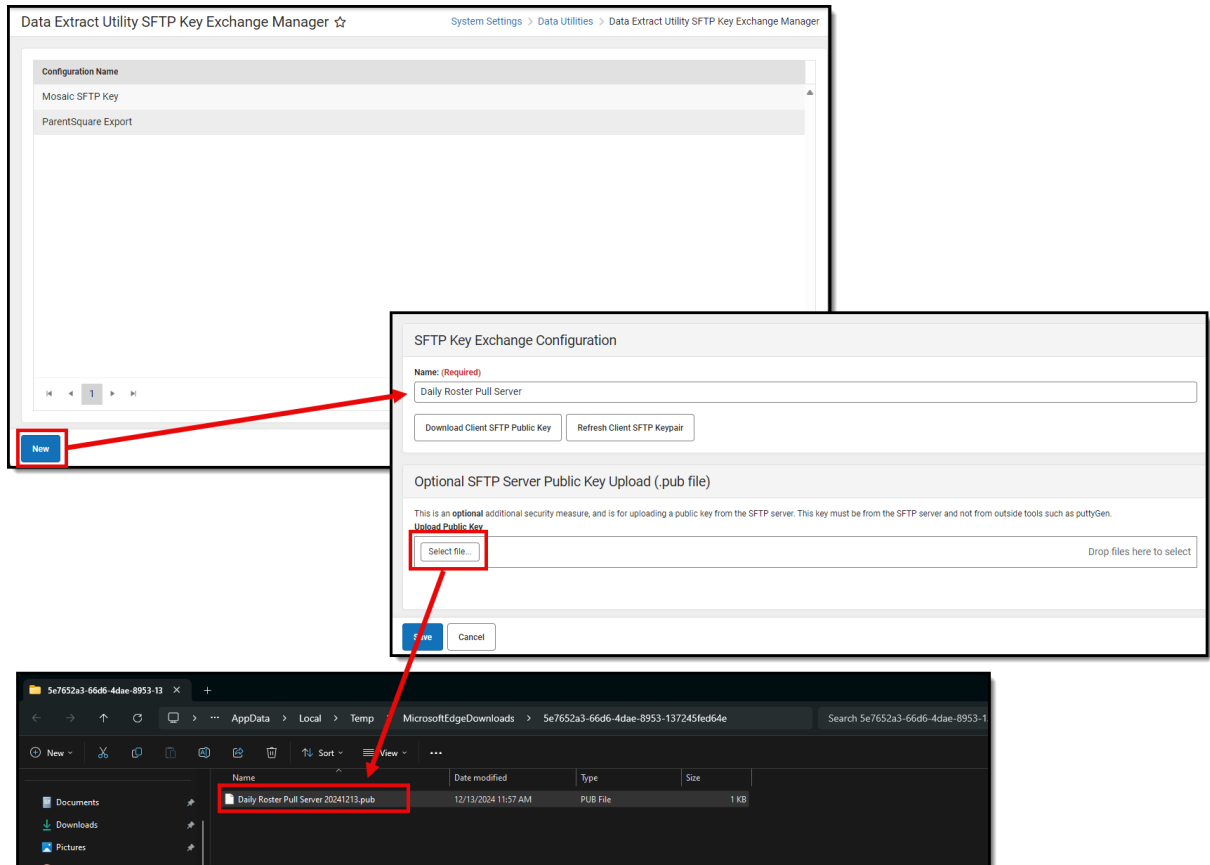 Data Extract Utility SFTP Key Exchange Manager ☆
System Settings > Data Utilities > Data Extract Utility SFTP Key Exchange Manager
Configuration Name
Mosaic SFTP Key
ParentSquare Export
1
New
SFTP Key Exchange Configuration
Name: (Required)
Daily Roster Pull Server
Download Client SFTP Public Key Refresh Client SFTP Keypair
Optional SFTP Server Public Key Upload (.pub file)
This is an optional additional security measure, and is for uploading a public key from the SFTP server. This key must be from the SFTP server and not from outside tools such as puttyGen.
Upload Public Key
Select file... Drop files here to select
Save Cancel
5e7652a3-66d6-4dae-8953-13 × +
··· AppData > Local > Temp > MicrosoftEdgeDownloads > 5e7652a3-66d6-4dae-8953-137245fed64e Search 5e7652a3-66d6-4dae-8953-1
New Sort View ···
Name Date modified Type Size
Documents Daily Roster Pull Server 20241213.pub 12/13/2024 11:57 AM PUB File 1 KB
Downloads
Pictures